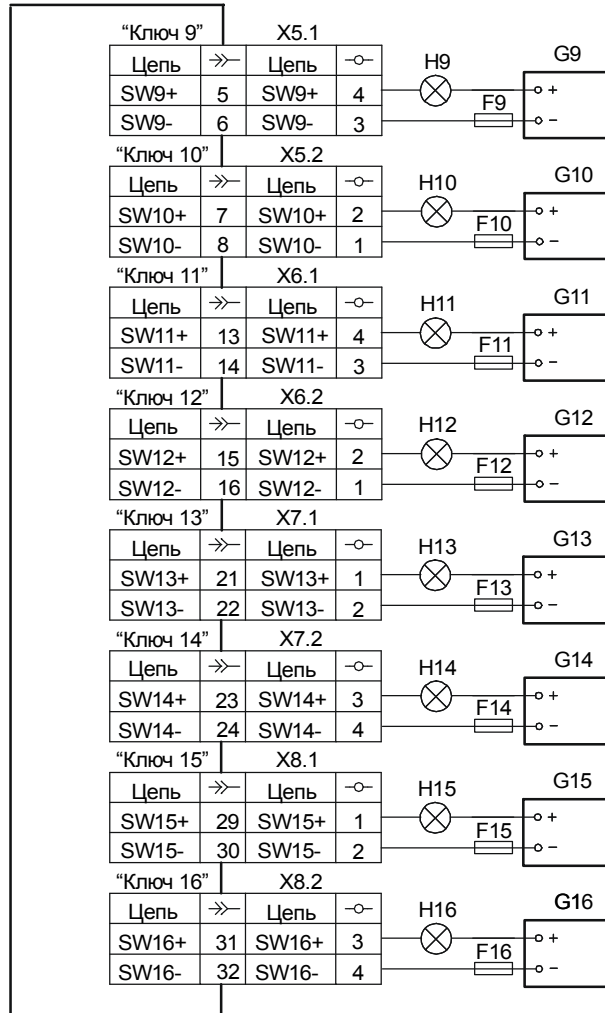 “Ключ 9” X5.1
Цепь Цепь H9 G9
SW9+ 5 SW9+ 4 F9 +
SW9- 6 SW9- 3 −
“Ключ 10” X5.2
Цепь Цепь H10 G10
SW10+ 7 SW10+ 2 F10 +
SW10- 8 SW10- 1 −
“Ключ 11” X6.1
Цепь Цепь H11 G11
SW11+ 13 SW11+ 4 F11 +
SW11- 14 SW11- 3 −
“Ключ 12” X6.2
Цепь Цепь H12 G12
SW12+ 15 SW12+ 2 F12 +
SW12- 16 SW12- 1 −
“Ключ 13” X7.1
Цепь Цепь H13 G13
SW13+ 21 SW13+ 1 F13 +
SW13- 22 SW13- 2 −
“Ключ 14” X7.2
Цепь Цепь H14 G14
SW14+ 23 SW14+ 3 F14 +
SW14- 24 SW14- 4 −
“Ключ 15” X8.1
Цепь Цепь H15 G15
SW15+ 29 SW15+ 1 F15 +
SW15- 30 SW15- 2 −
“Ключ 16” X8.2
Цепь Цепь H16 G16
SW16+ 31 SW16+ 3 F16 +
SW16- 32 SW16- 4 −